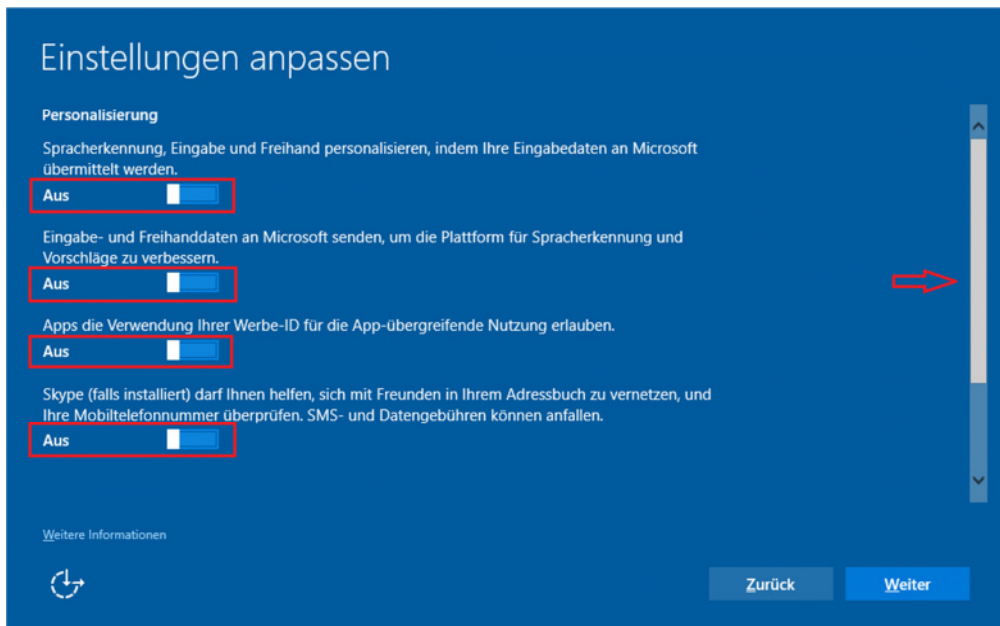 Einstellungen anpassen
Personalisierung
Spracherkennung, Eingabe und Freihand personalisieren, indem Ihre Eingabedaten an Microsoft
übermittelt werden.
Aus
Eingabe- und Freihanddaten an Microsoft senden, um die Plattform für Spracherkennung und
Vorschläge zu verbessern.
Aus
Apps die Verwendung Ihrer Werbe-ID für die App-übergreifende Nutzung erlauben.
Aus
Skype (falls installiert) darf Ihnen helfen, sich mit Freunden in Ihrem Adressbuch zu vernetzen, und
Ihre Mobiltelefonnummer überprüfen. SMS- und Datengebühren können anfallen.
Aus
Weitere Informationen
Zurück
Weiter